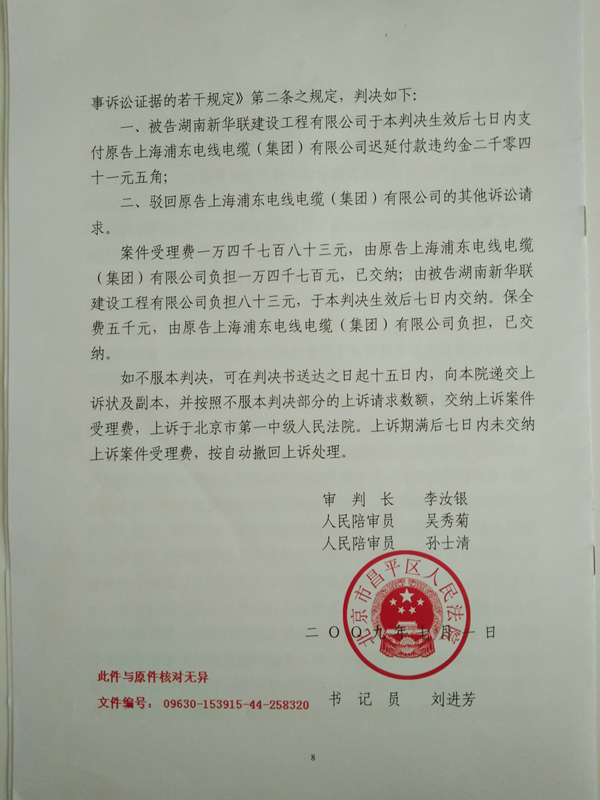 事诉讼证据的若干规定》第二条之规定，判决如下：
一、被告湖南新华联建设工程有限公司于本判决生效后七日内支
付原告上海浦东电线电缆（集团）有限公司迟延付款违约金二千零四
十一元五角；
二、驳回原告上海浦东电线电缆（集团）有限公司的其他诉讼请
求。
案件受理费一万四千七百八十三元，由原告上海浦东电线电缆
（集团）有限公司负担一万四千七百元，已交纳；由被告湖南新华联
建设工程有限公司负担八十三元，于本判决生效后七日内交纳。保全
费五千元，由原告上海浦东电线电缆（集团）有限公司负担，已交
纳。
如不服本判决，可在判决书送达之日起十五日内，向本院递交上
诉状及副本，并按照不服本判决部分的上诉请求数额，交纳上诉案件
受理费，上诉于北京市第一中级人民法院。上诉期满后七日内未交纳
上诉案件受理费，按自动撤回上诉处理。
审 判 长 李汝银
人民陪审员 吴秀菊
人民陪审员 孙士清
北京市昌平区人民法院
二〇〇九年七月一日
此件与原件核对无异
文件编号： 09630-153915-44-258320
书 记 员 刘进芳
8